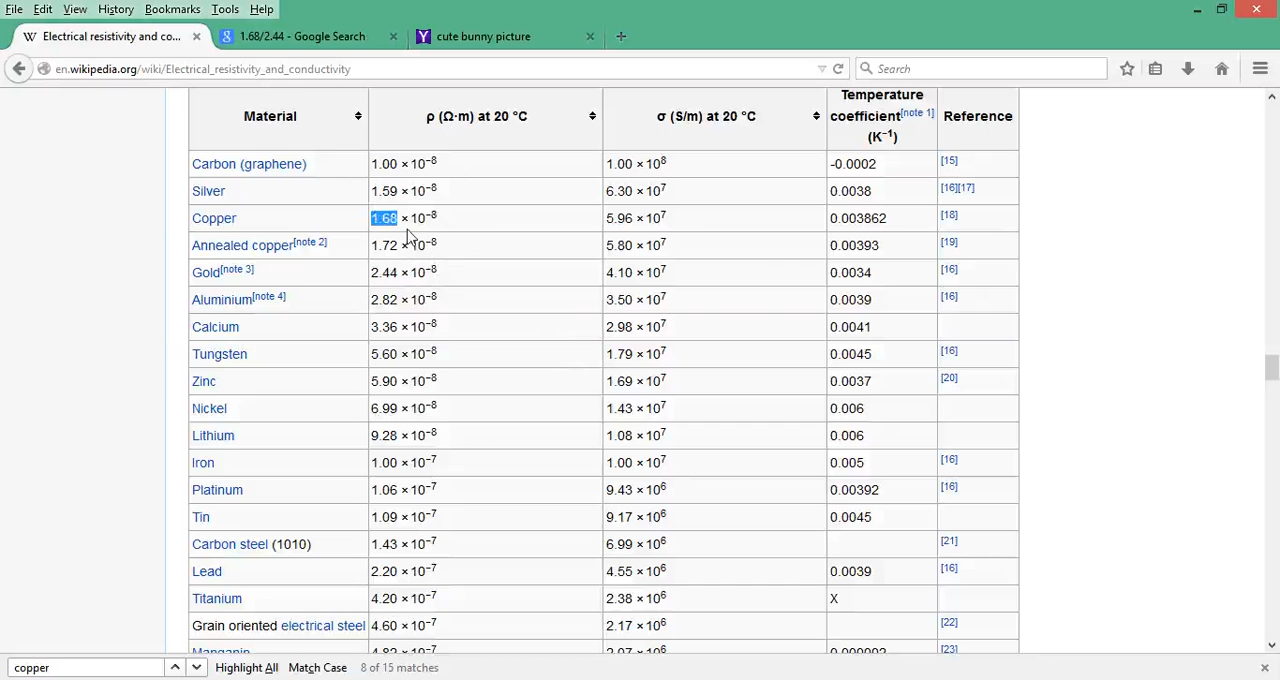 File Edit View History Bookmarks Tools Help
W Electrical resistivity and co... × 8 1.68/2.44 - Google Search × Y cute bunny picture × +
en.wikipedia.org/wiki/Electrical_resistivity_and_conductivity Search
Material ρ (Ω·m) at 20 °C σ (S/m) at 20 °C Temperature coefficient[note 1] (K⁻¹) Reference
Carbon (graphene) 1.00 ×10⁻⁸ 1.00 ×10⁸ -0.0002 [15]
Silver 1.59 ×10⁻⁸ 6.30 ×10⁷ 0.0038 [16][17]
Copper 1.68 ×10⁻⁸ 5.96 ×10⁷ 0.003862 [18]
Annealed copper[note 2] 1.72 ×10⁻⁸ 5.80 ×10⁷ 0.00393 [19]
Gold[note 3] 2.44 ×10⁻⁸ 4.10 ×10⁷ 0.0034 [16]
Aluminium[note 4] 2.82 ×10⁻⁸ 3.50 ×10⁷ 0.0039 [16]
Calcium 3.36 ×10⁻⁸ 2.98 ×10⁷ 0.0041
Tungsten 5.60 ×10⁻⁸ 1.79 ×10⁷ 0.0045 [16]
Zinc 5.90 ×10⁻⁸ 1.69 ×10⁷ 0.0037 [20]
Nickel 6.99 ×10⁻⁸ 1.43 ×10⁷ 0.006
Lithium 9.28 ×10⁻⁸ 1.08 ×10⁷ 0.006
Iron 1.00 ×10⁻⁷ 1.00 ×10⁷ 0.005 [16]
Platinum 1.06 ×10⁻⁷ 9.43 ×10⁶ 0.00392 [16]
Tin 1.09 ×10⁻⁷ 9.17 ×10⁶ 0.0045
Carbon steel (1010) 1.43 ×10⁻⁷ 6.99 ×10⁶ [21]
Lead 2.20 ×10⁻⁷ 4.55 ×10⁶ 0.0039 [16]
Titanium 4.20 ×10⁻⁷ 2.38 ×10⁶ X
Grain oriented electrical steel 4.60 ×10⁻⁷ 2.17 ×10⁶ [22]
Manganin 4.82 ×10⁻⁷ 2.07 ×10⁶ 0.000002 [23]
copper Highlight All Match Case 8 of 15 matches